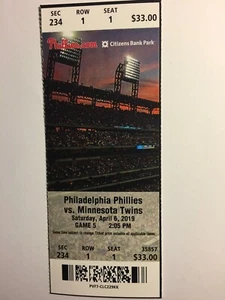 SEC ROW SEAT
234 1 1 $33.00
Citizens Bank Park
Philadelphia Phillies
vs. Minnesota Twins
Saturday, April 6, 2019
GAME 5 2:05 PM
SEC ROW SEAT 35857
234 1 1 $33.00